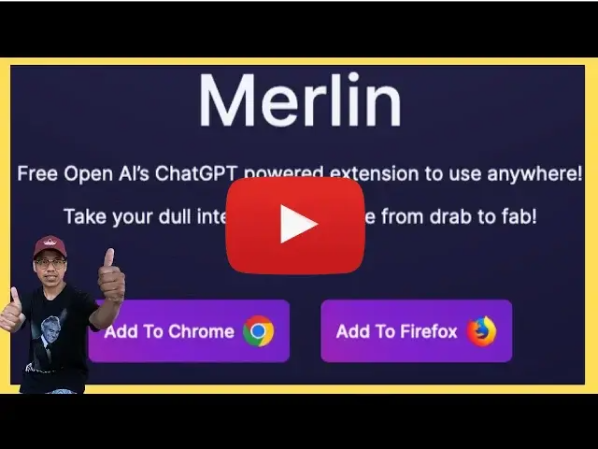 Merlin
Free Open AI's ChatGPT powered extension to use anywhere!
Take your dull from drab to fab!
Add To Chrome
Add To Firefox